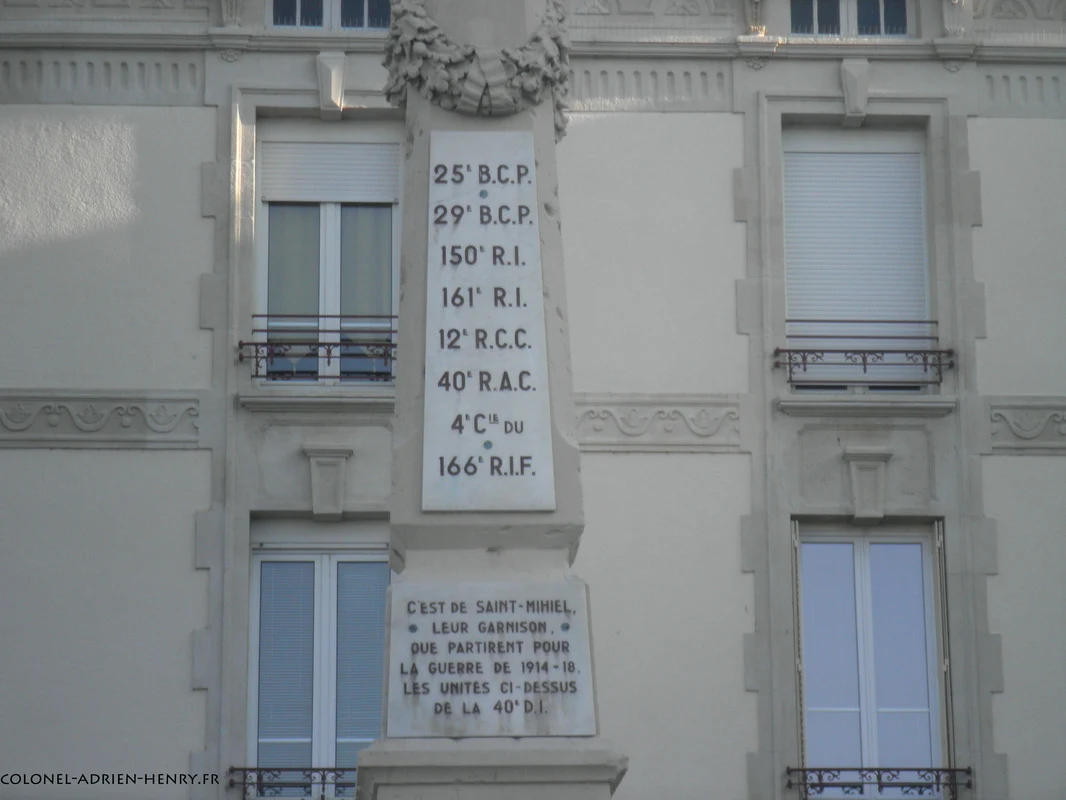 25E B.C.P.
29E B.C.P.
150E R.I.
161E R.I.
12E R.C.C.
40E R.A.C.
4E CIE DU
166E R.I.F.
C'EST DE SAINT-MIHIEL,
LEUR GARNISON,
QUE PARTIRENT POUR
LA GUERRE DE 1914-18.
LES UNITÉS CI-DESSUS
DE LA 40E D.I.
COLONEL-ADRIEN-HENRY.FR